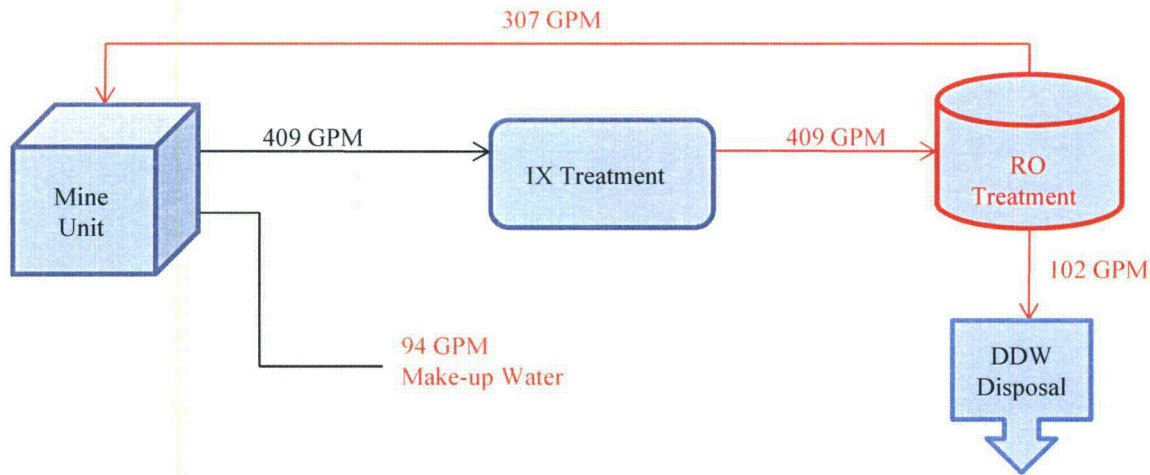 307 GPM
409 GPM
409 GPM
Mine
Unit
IX Treatment
RO
Treatment
102 GPM
94 GPM
Make-up Water
DDW
Disposal